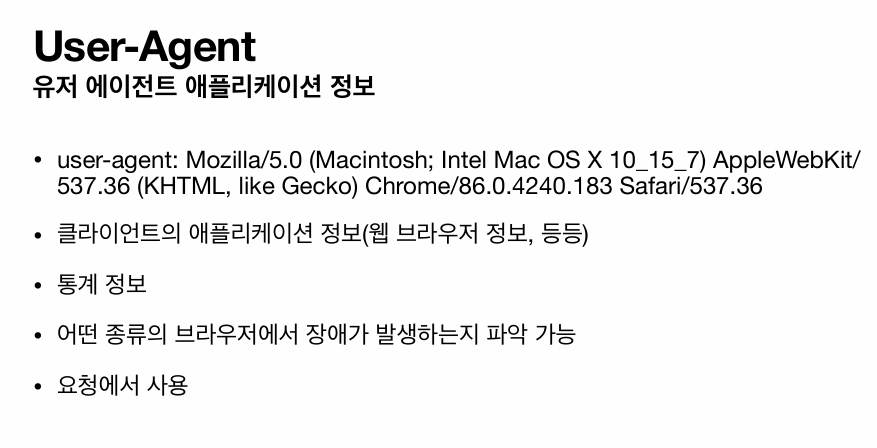 User-Agent
유저 에이전트 애플리케이션 정보
• user-agent: Mozilla/5.0 (Macintosh; Intel Mac OS X 10_15_7) AppleWebKit/
537.36 (KHTML, like Gecko) Chrome/86.0.4240.183 Safari/537.36
• 클라이언트의 애플리케이션 정보(웹 브라우저 정보, 등등)
• 통계 정보
• 어떤 종류의 브라우저에서 장애가 발생하는지 파악 가능
• 요청에서 사용